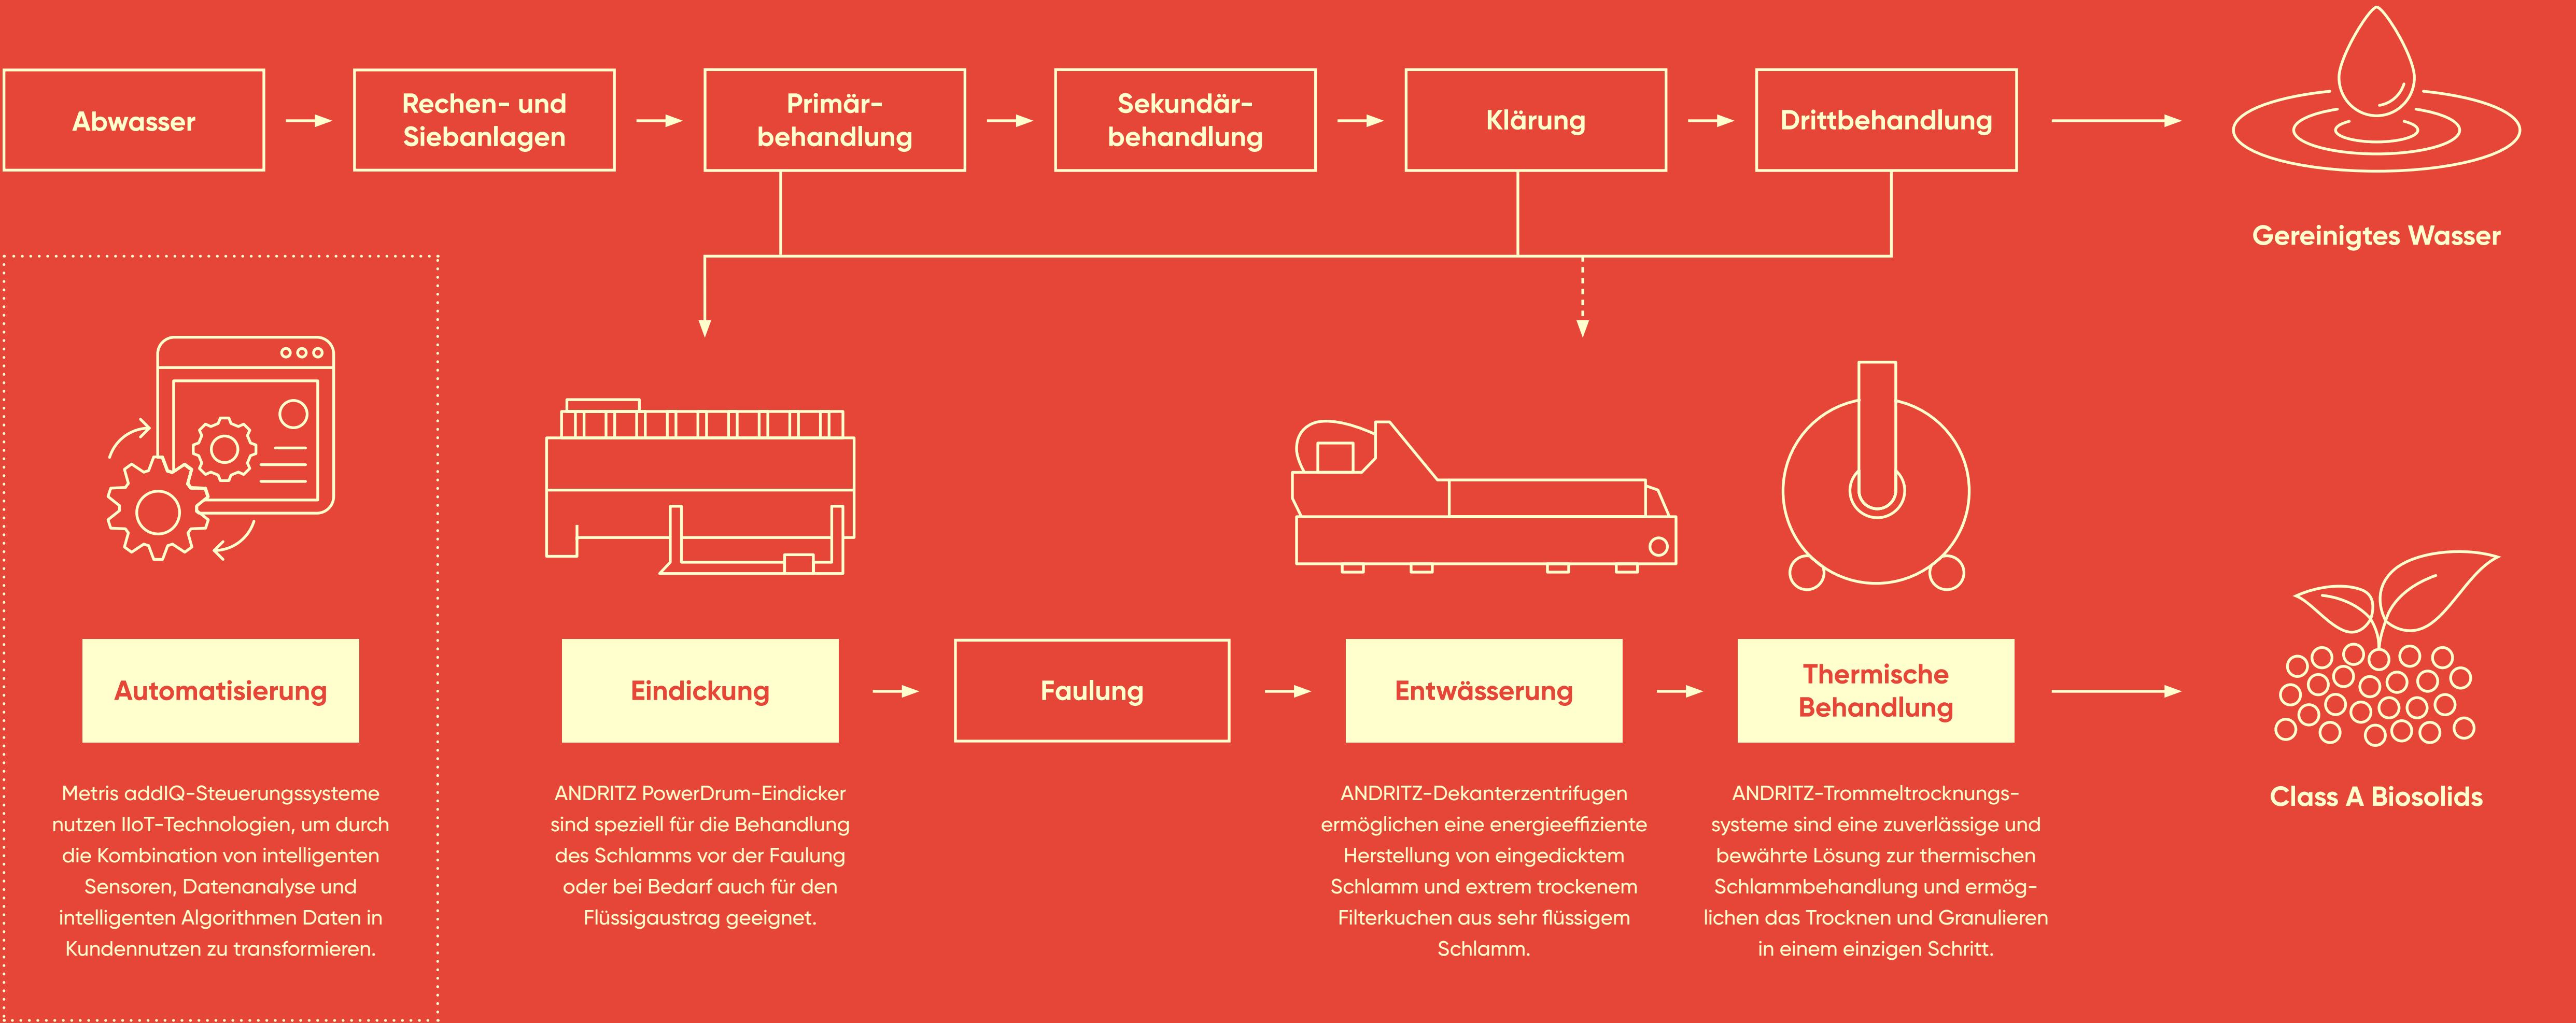 Abwasser
Rechen- und
Siebanlagen
Primär-
behandlung
Sekundär-
behandlung
Klärung
Drittbehandlung
Gereinigtes Wasser
Automatisierung
Metris addIQ-Steuerungssysteme
nutzen IIoT-Technologien, um durch
die Kombination von intelligenten
Sensoren, Datenanalyse und
intelligenten Algorithmen Daten in
Kundennutzen zu transformieren.
Eindickung
ANDRITZ PowerDrum-Eindicker
sind speziell für die Behandlung
des Schlamms vor der Faulung
oder bei Bedarf auch für den
Flüssigaustrag geeignet.
Faulung
Entwässerung
ANDRITZ-Dekanterzentrifugen
ermöglichen eine energieeffiziente
Herstellung von eingedicktem
Schlamm und extrem trockenem
Filterkuchen aus sehr flüssigem
Schlamm.
Thermische
Behandlung
ANDRITZ-Trommeltrocknungs-
systeme sind eine zuverlässige und
bewährte Lösung zur thermischen
Schlammbehandlung und ermög-
lichen das Trocknen und Granulieren
in einem einzigen Schritt.
Class A Biosolids